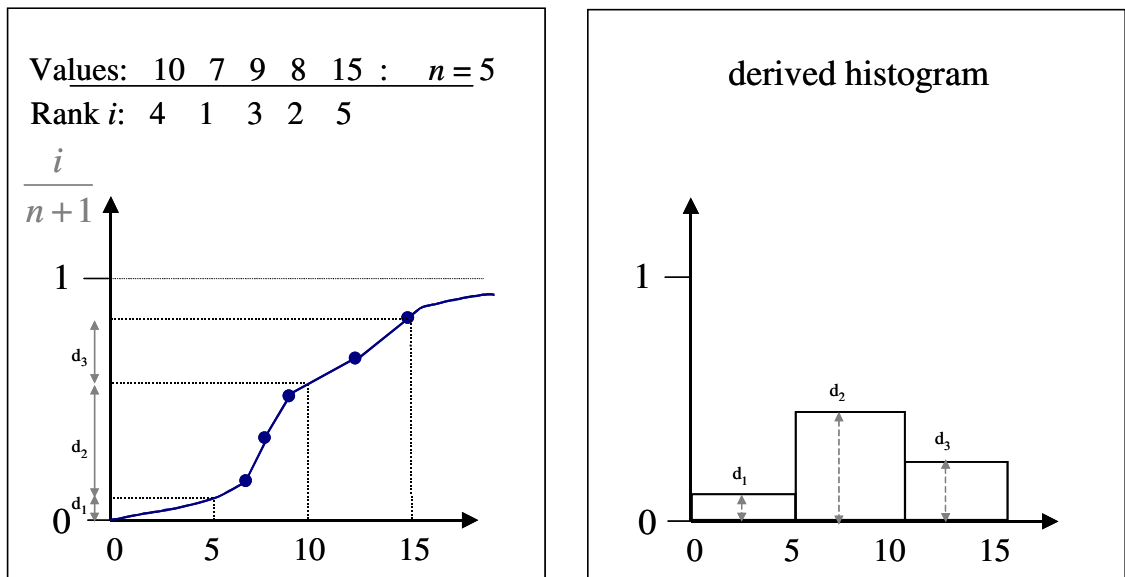 Values: 10 7 9 8 15 : n = 5
Rank i: 4 1 3 2 5
i
n + 1
1
d3
d2
d1
0
0 5 10 15
derived histogram
1
d2
d3
d1
0
0 5 10 15